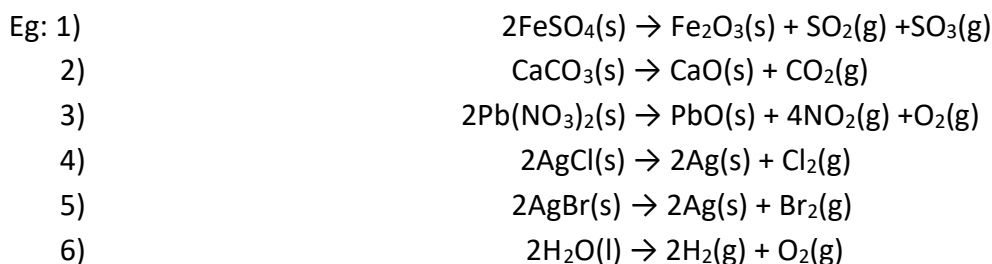 Eg: 1) 2FeSO₄(s) → Fe₂O₃(s) + SO₂(g) +SO₃(g)
2) CaCO₃(s) → CaO(s) + CO₂(g)
3) 2Pb(NO₃)₂(s) → PbO(s) + 4NO₂(g) +O₂(g)
4) 2AgCl(s) → 2Ag(s) + Cl₂(g)
5) 2AgBr(s) → 2Ag(s) + Br₂(g)
6) 2H₂O(l) → 2H₂(g) + O₂(g)